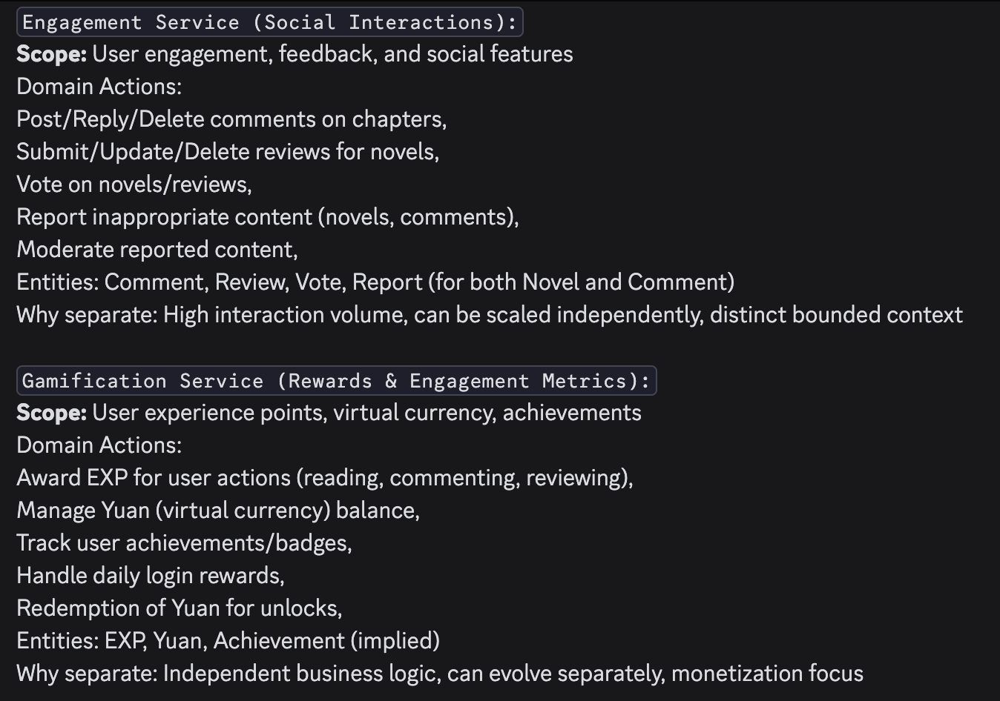 Engagement Service (Social Interactions):
Scope: User engagement, feedback, and social features
Domain Actions:
Post/Reply/Delete comments on chapters,
Submit/Update/Delete reviews for novels,
Vote on novels/reviews,
Report inappropriate content (novels, comments),
Moderate reported content,
Entities: Comment, Review, Vote, Report (for both Novel and Comment)
Why separate: High interaction volume, can be scaled independently, distinct bounded context
Gamification Service (Rewards & Engagement Metrics):
Scope: User experience points, virtual currency, achievements
Domain Actions:
Award EXP for user actions (reading, commenting, reviewing),
Manage Yuan (virtual currency) balance,
Track user achievements/badges,
Handle daily login rewards,
Redemption of Yuan for unlocks,
Entities: EXP, Yuan, Achievement (implied)
Why separate: Independent business logic, can evolve separately, monetization focus